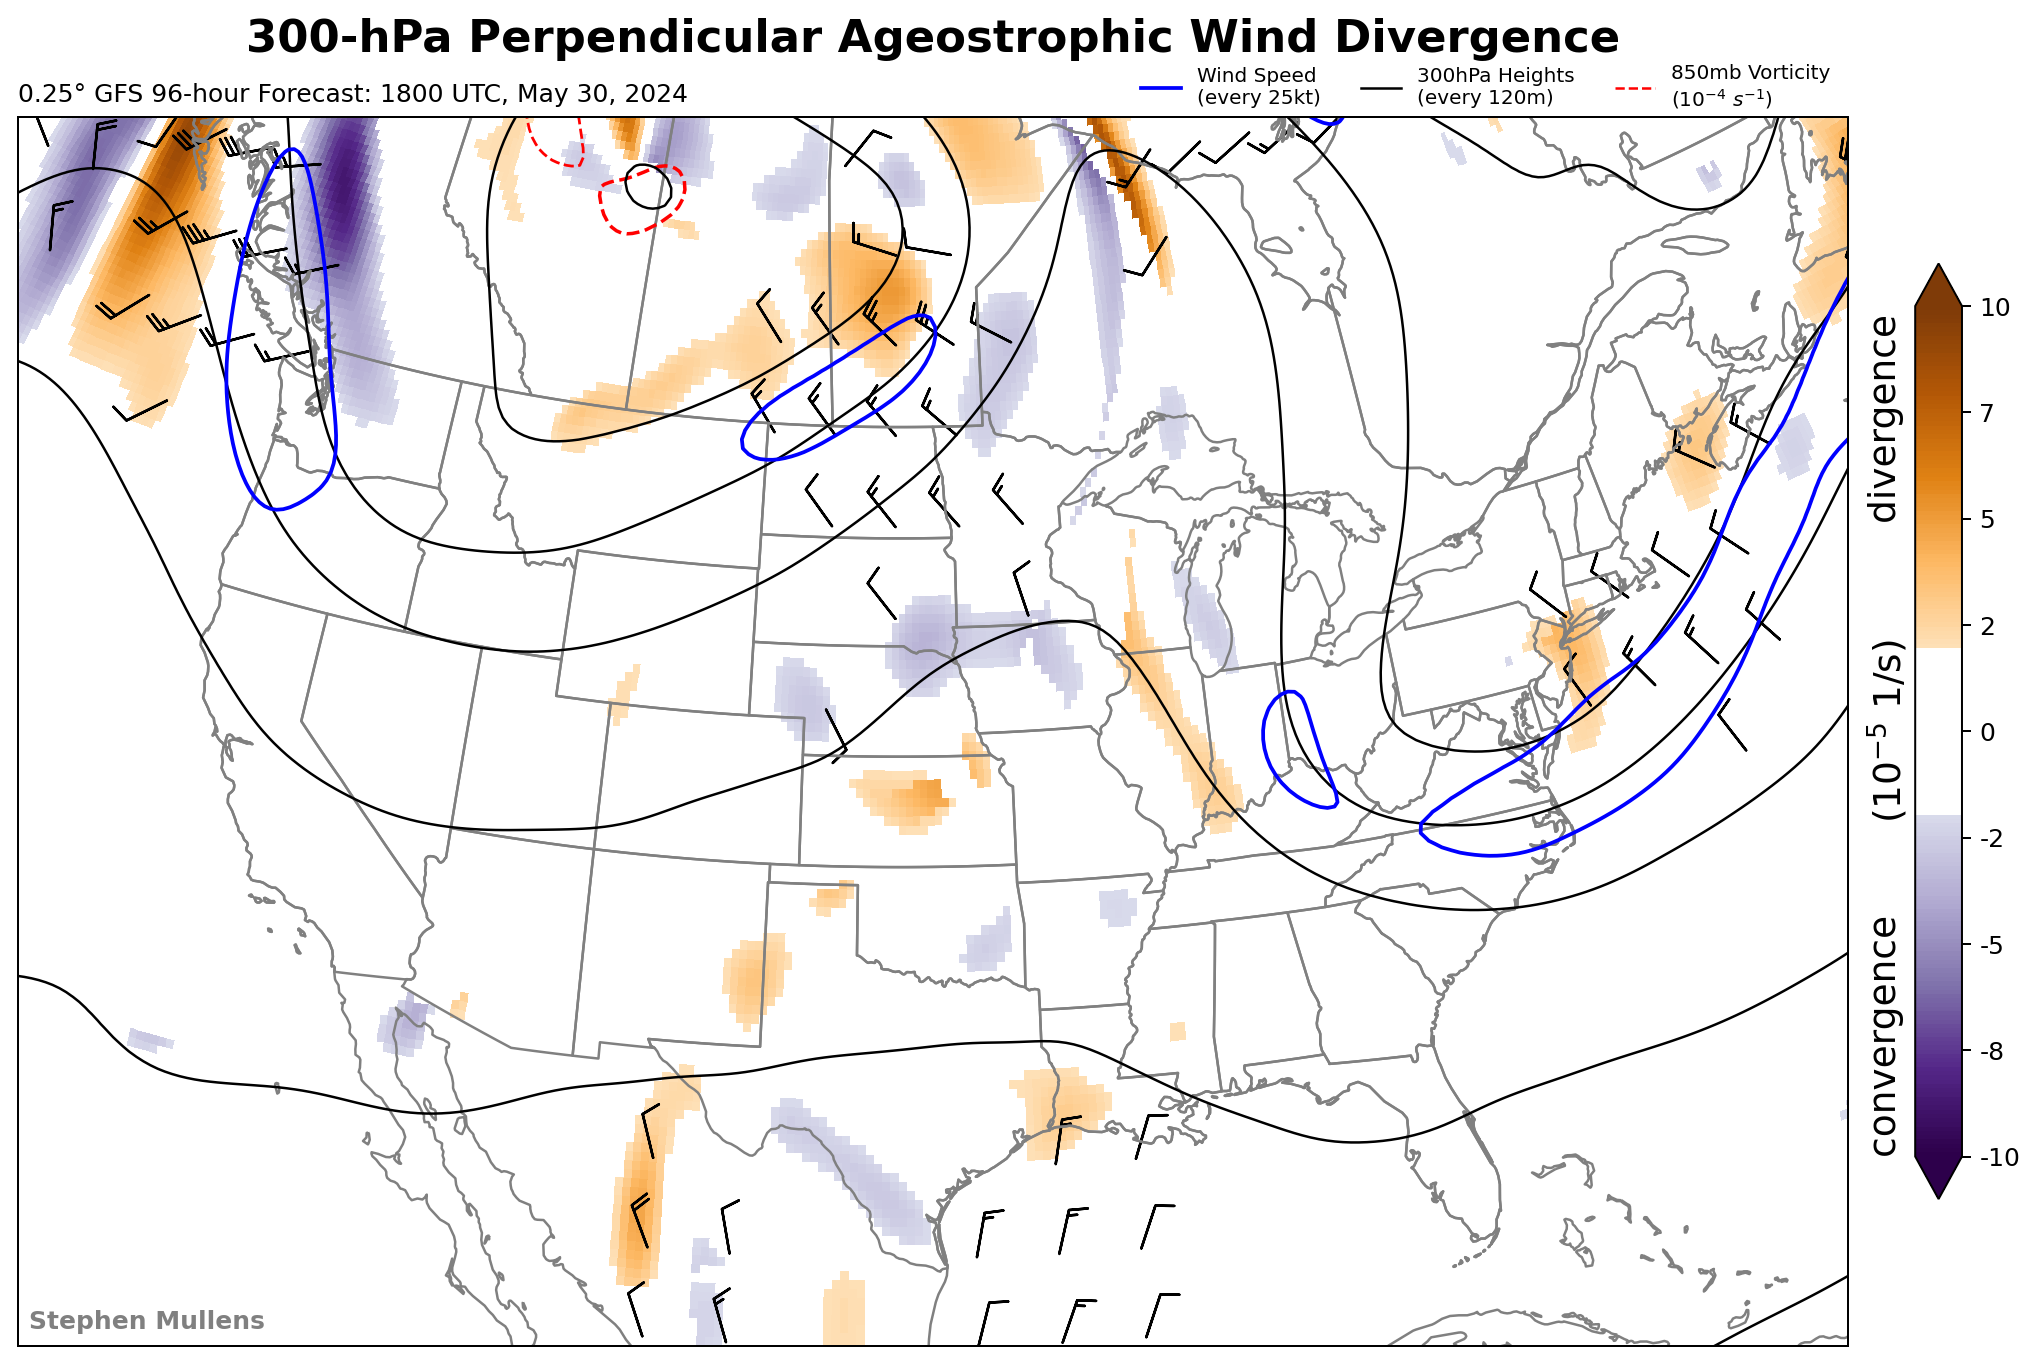 300-hPa Perpendicular Ageostrophic Wind Divergence
0.25° GFS 96-hour Forecast: 1800 UTC, May 30, 2024
Wind Speed
(every 25kt)
300hPa Heights
(every 120m)
850mb Vorticity
(10⁻⁴ s⁻¹)
10
7
5
2
0
-2
-5
-8
-10
convergence (10⁻⁵ 1/s) divergence
Stephen Mullens